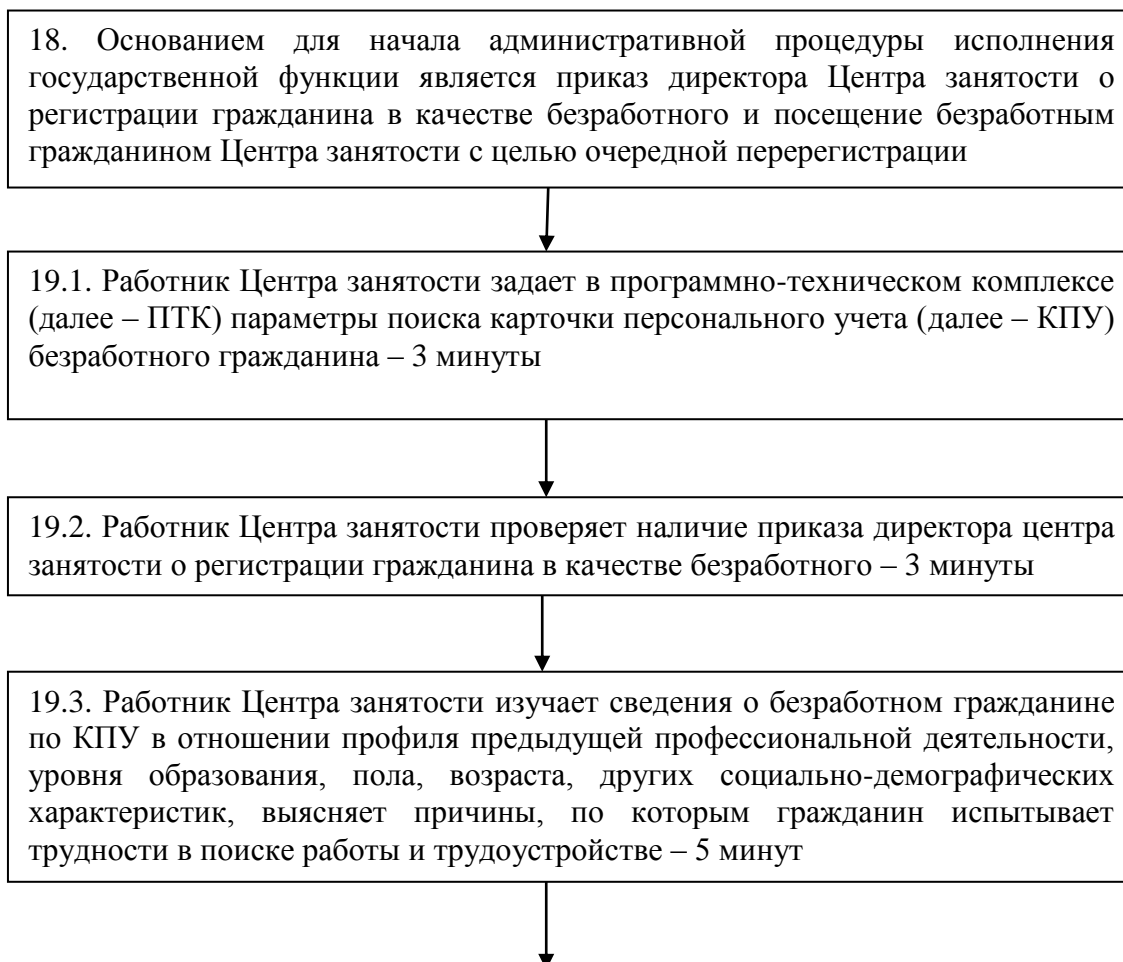 18. Основанием для начала административной процедуры исполнения
государственной функции является приказ директора Центра занятости о
регистрации гражданина в качестве безработного и посещение безработным
гражданином Центра занятости с целью очередной перерегистрации
19.1. Работник Центра занятости задает в программно-техническом комплексе
(далее – ПТК) параметры поиска карточки персонального учета (далее – КПУ)
безработного гражданина – 3 минуты
19.2. Работник Центра занятости проверяет наличие приказа директора центра
занятости о регистрации гражданина в качестве безработного – 3 минуты
19.3. Работник Центра занятости изучает сведения о безработном гражданине
по КПУ в отношении профиля предыдущей профессиональной деятельности,
уровня образования, пола, возраста, других социально-демографических
характеристик, выясняет причины, по которым гражданин испытывает
трудности в поиске работы и трудоустройстве – 5 минут